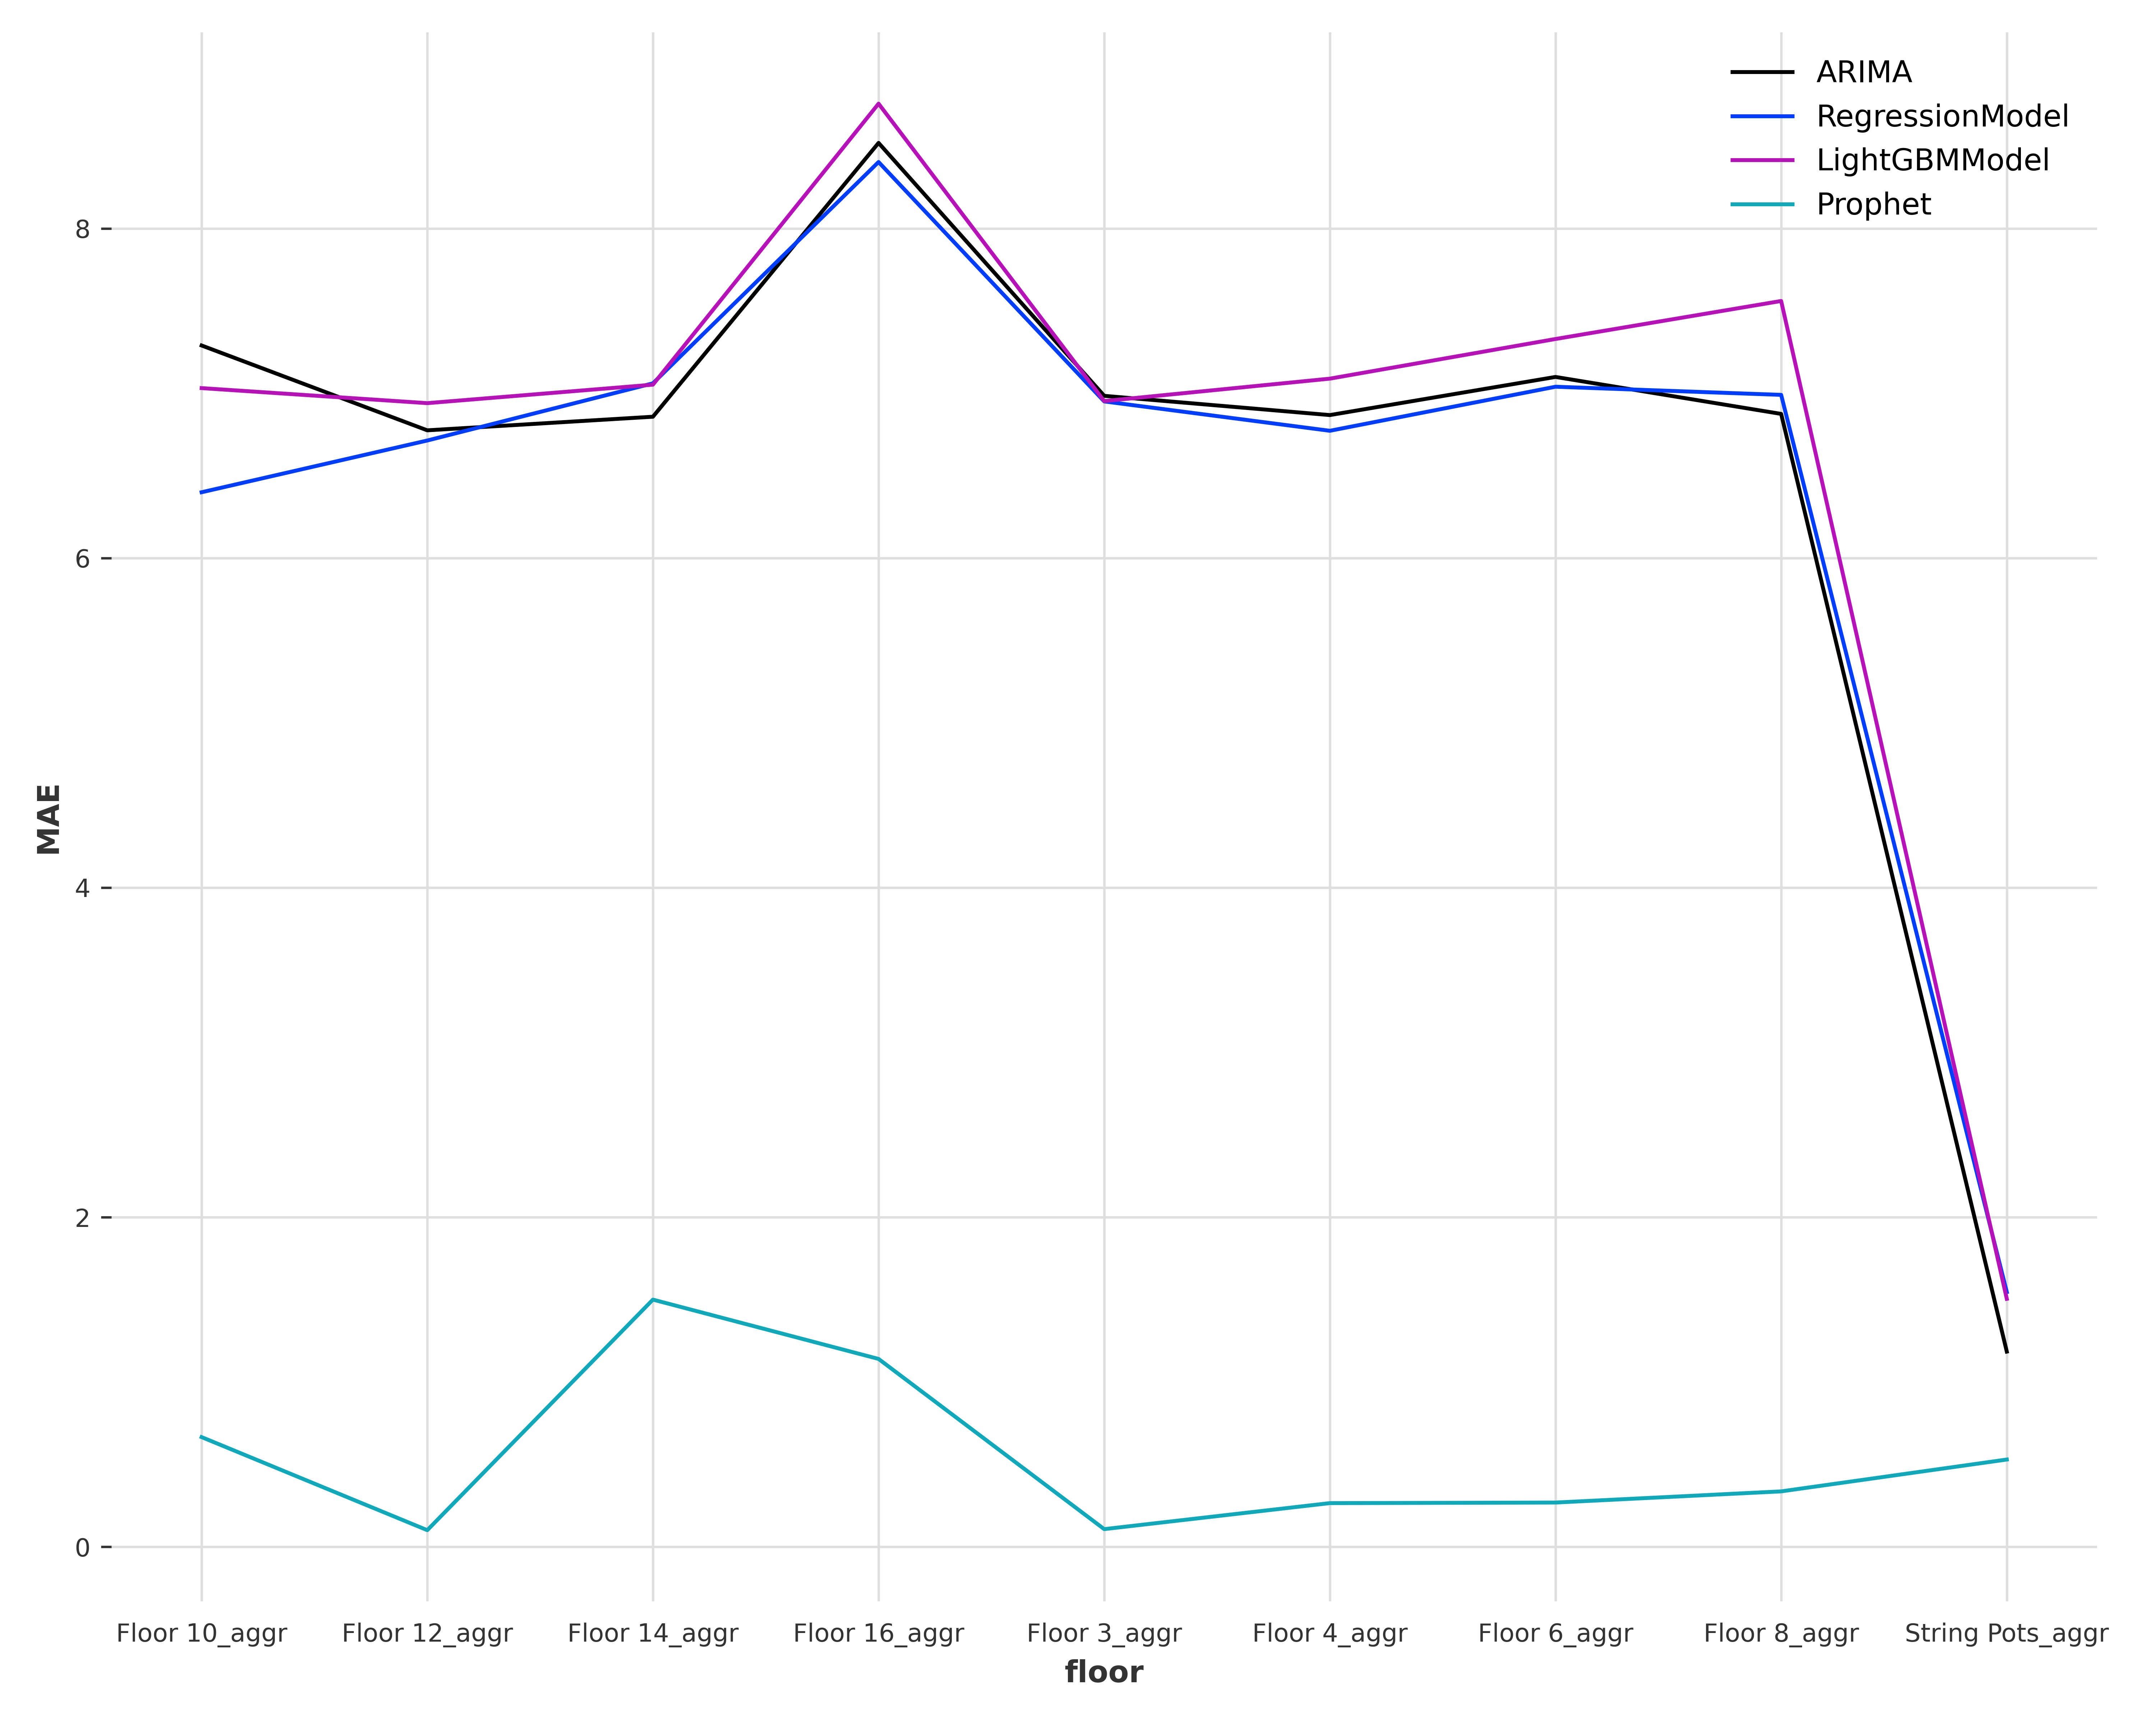 ARIMA
RegressionModel
LightGBMModel
Prophet
8
6
4
2
0
MAE
Floor 10_aggr Floor 12_aggr Floor 14_aggr Floor 16_aggr Floor 3_aggr Floor 4_aggr Floor 6_aggr Floor 8_aggr String Pots_aggr
floor